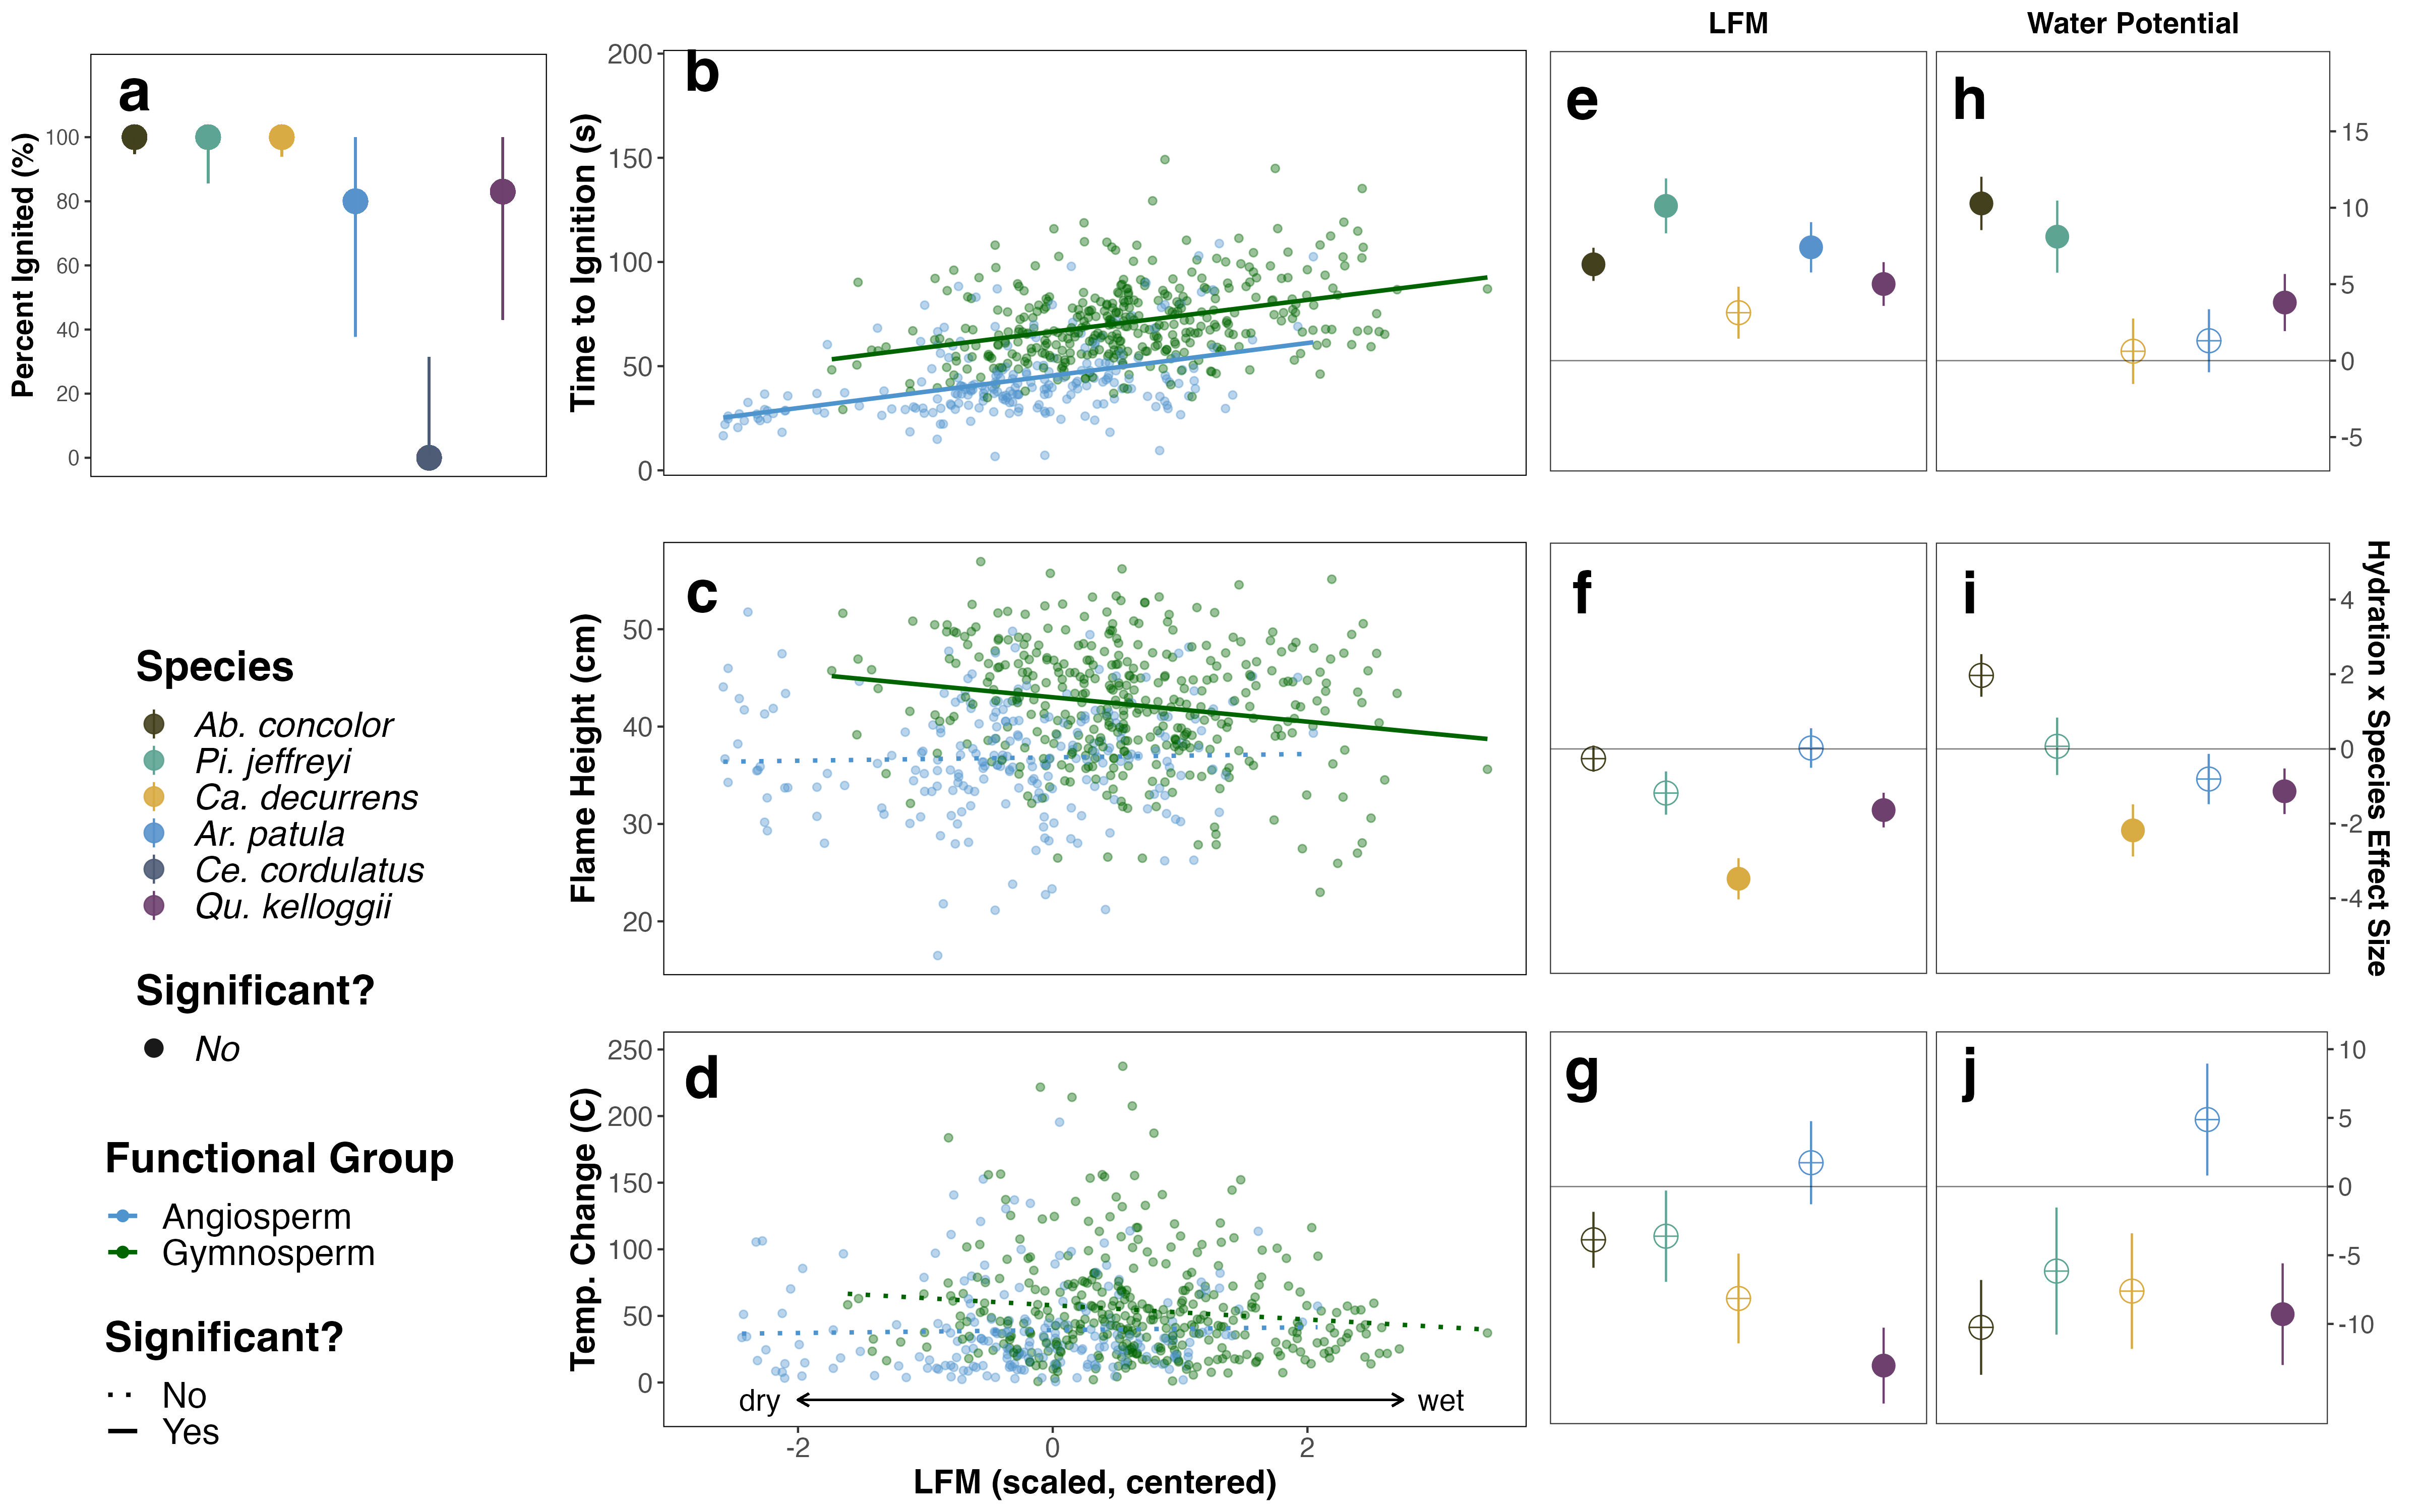 LFM
Water Potential
a
Percent Ignited (%)
100
80
60
40
20
0
b
Time to Ignition (s)
200
150
100
50
0
e
h
15
10
5
0
-5
c
Flame Height (cm)
50
40
30
20
f
i
4
2
0
-2
-4
Hydration x Species Effect Size
Species
Ab. concolor
Pi. jeffreyi
Ca. decurrens
Ar. patula
Ce. cordulatus
Qu. kelloggii
Significant?
No
Functional Group
Angiosperm
Gymnosperm
Significant?
No
Yes
d
Temp. Change (C)
250
200
150
100
50
0
dry
wet
-2
0
2
LFM (scaled, centered)
g
j
10
5
0
-5
-10